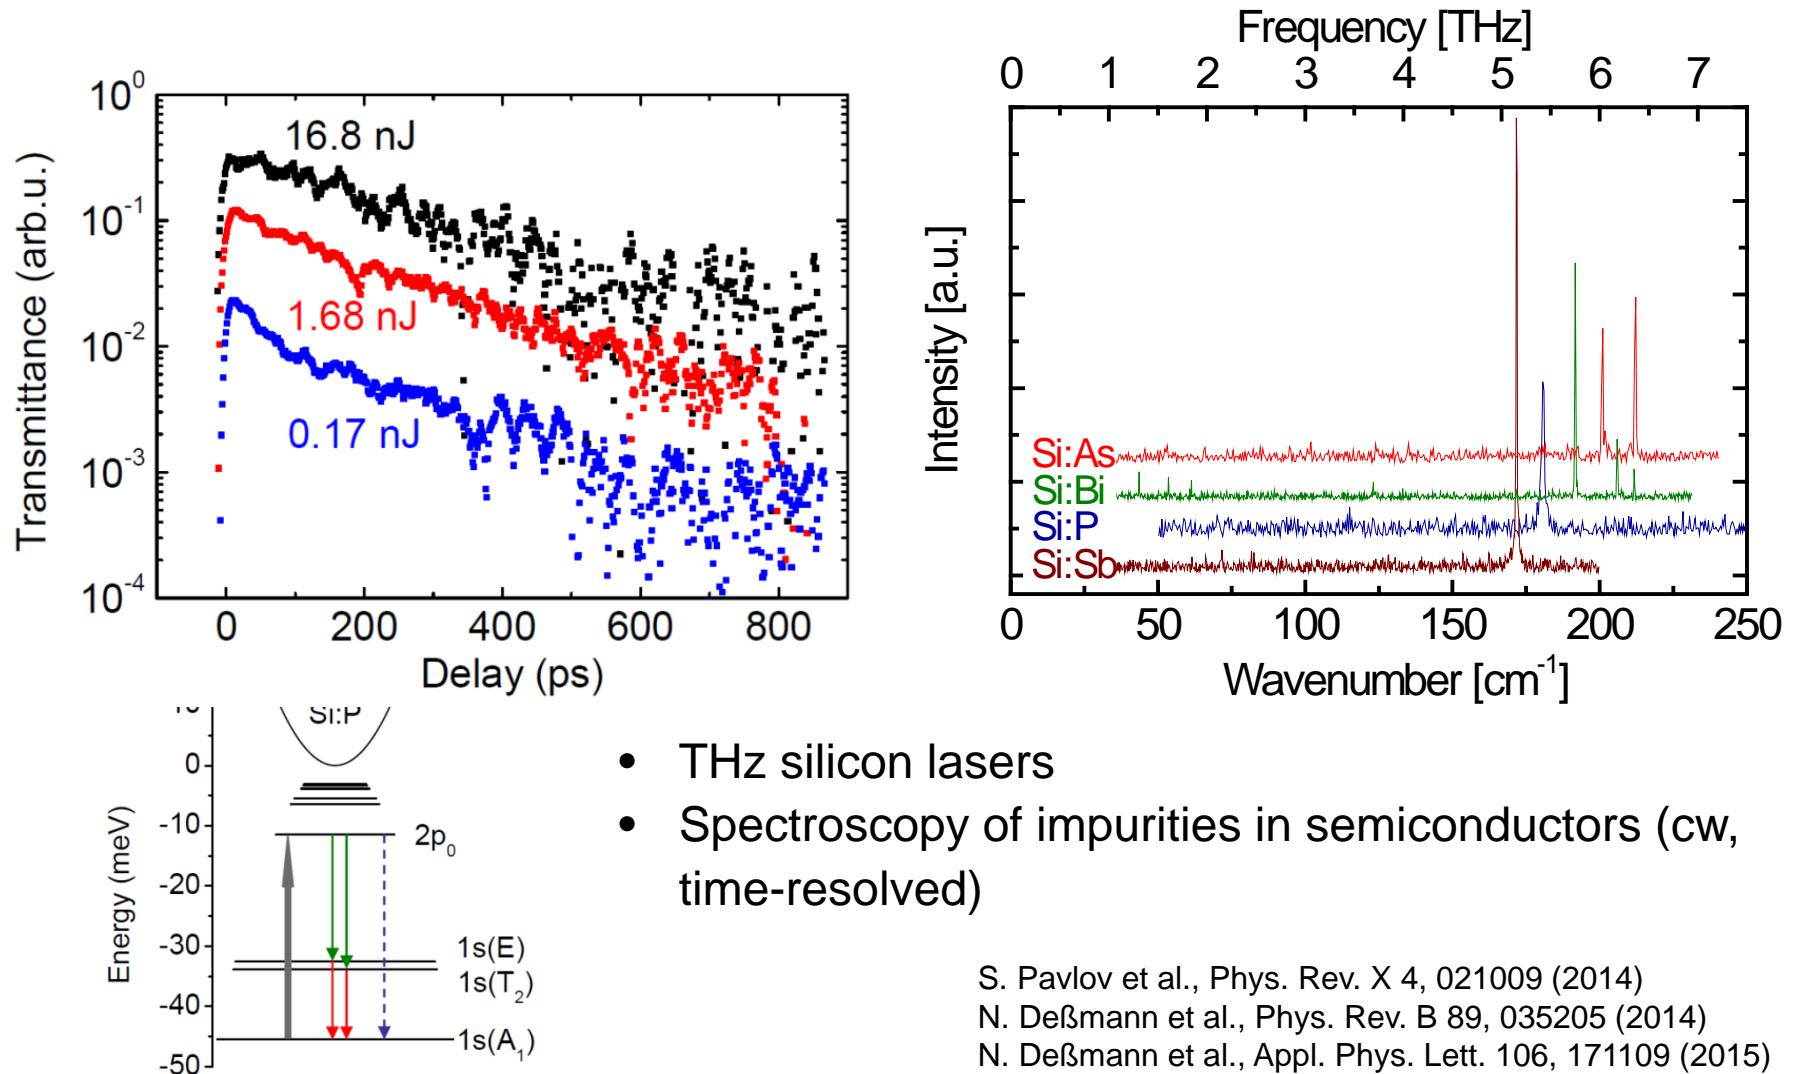 10^0
10^-1
10^-2
10^-3
10^-4
Transmittance (arb.u.)
16.8 nJ
1.68 nJ
0.17 nJ
0 200 400 600 800
Delay (ps)
Frequency [THz]
0 1 2 3 4 5 6 7
Intensity [a.u.]
Si:As
Si:Bi
Si:P
Si:Sb
0 50 100 150 200 250
Wavenumber [cm^-1]
10
Si:P
0
-10
-20
-30
-40
-50
Energy (meV)
2p_0
1s(E)
1s(T_2)
1s(A_1)
• THz silicon lasers
• Spectroscopy of impurities in semiconductors (cw,
time-resolved)
S. Pavlov et al., Phys. Rev. X 4, 021009 (2014)
N. Deßmann et al., Phys. Rev. B 89, 035205 (2014)
N. Deßmann et al., Appl. Phys. Lett. 106, 171109 (2015)